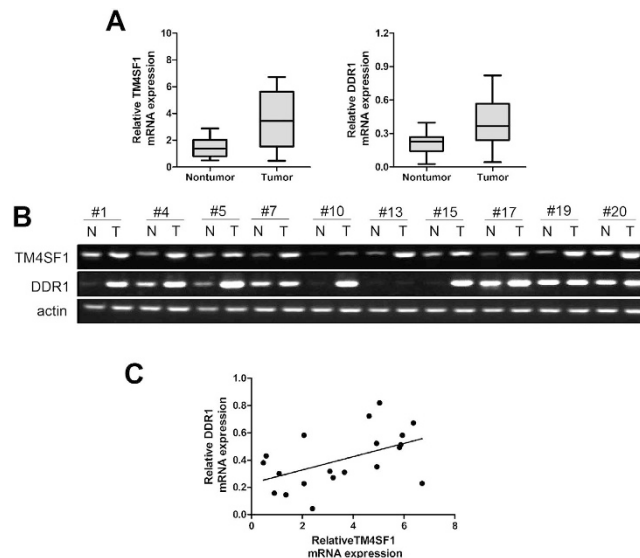 A
Relative TM4SF1
mRNA expression
8
6
4
2
0
Nontumor Tumor
Relative DDR1
mRNA expression
1.2
0.9
0.6
0.3
0.0
Nontumor Tumor
B
#1 #4 #5 #7 #10 #13 #15 #17 #19 #20
N T N T N T N T N T N T N T N T N T N T
TM4SF1
DDR1
actin
C
Relative DDR1
mRNA expression
1.0
0.8
0.6
0.4
0.2
0.0
0 2 4 6 8
RelativeTM4SF1
mRNA expression